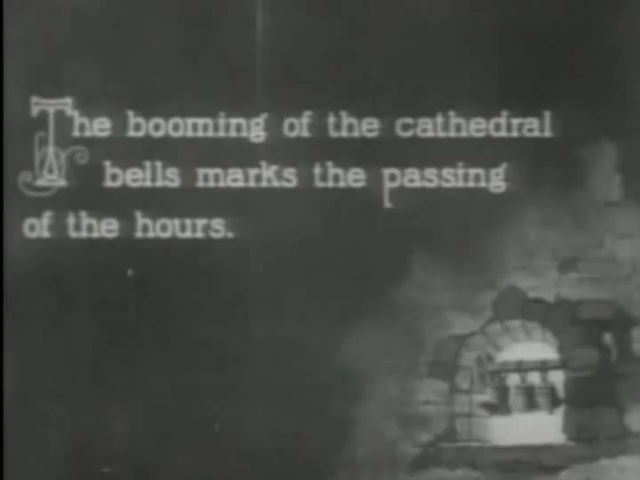 The booming of the cathedral
bells marks the passing
of the hours.